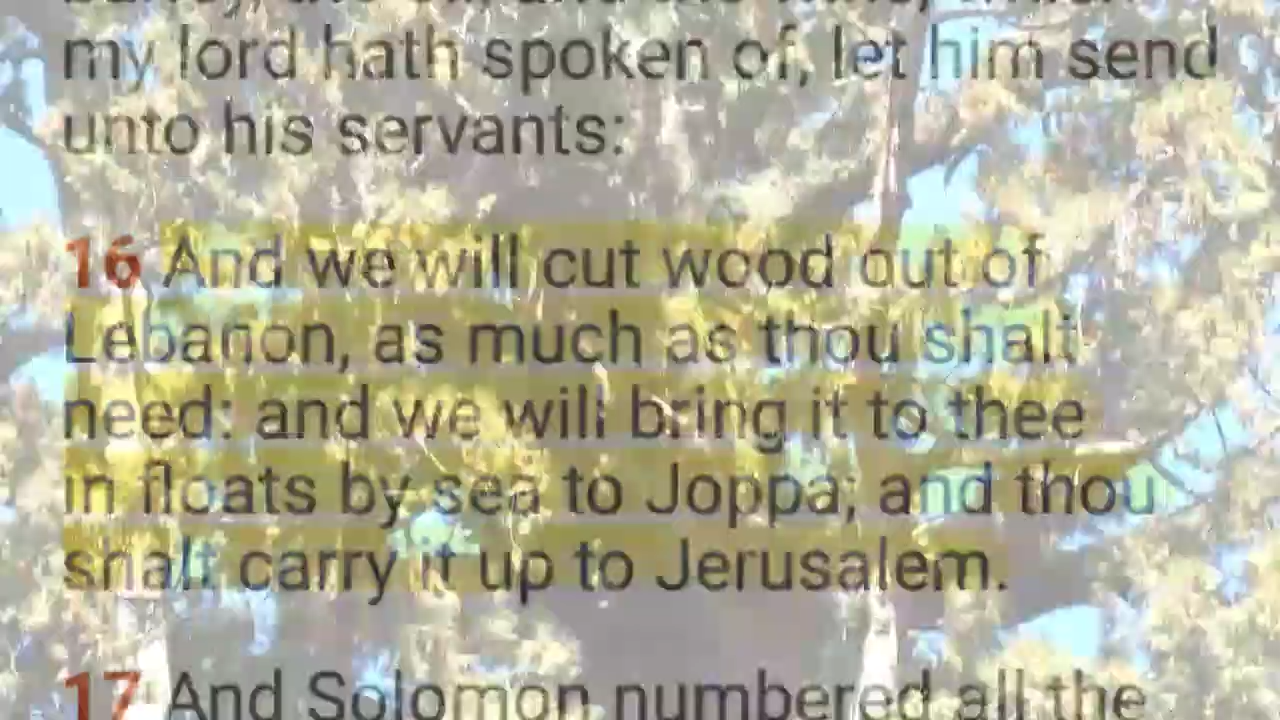 my lord hath spoken of, let him send
unto his servants:
16 And we will cut wood out of
Lebanon, as much as thou shalt
need: and we will bring it to thee
in floats by sea to Joppa; and thou
shalt carry it up to Jerusalem.
17 And Solomon numbered all the